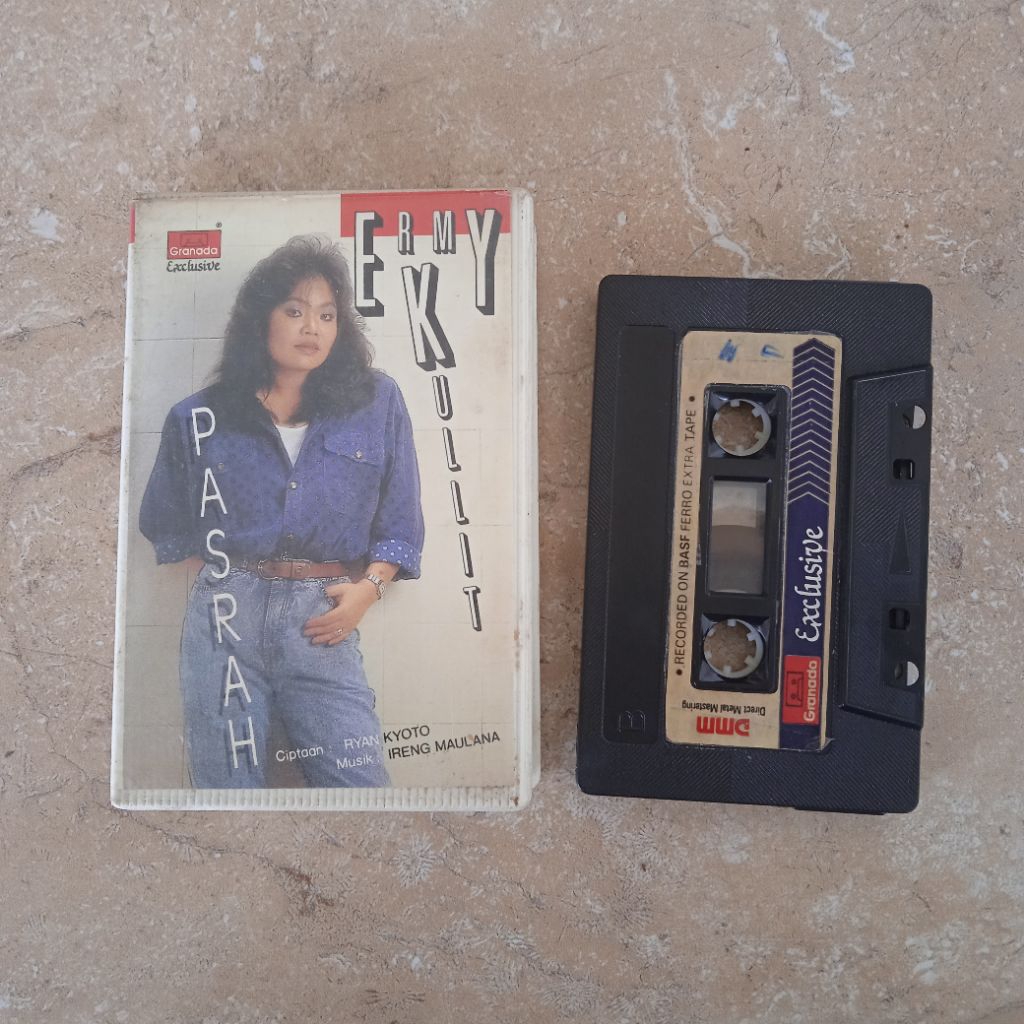 Granada
Exclusive
ERMY
KULLIT
PASRAH
Ciptaan : RYAN KYOTO
Musik : IRENG MAULANA
• RECORDED ON BASF FERRO EXTRA TAPE •
Exclusive
Granada
DMM
Direct Metal Mastering
B